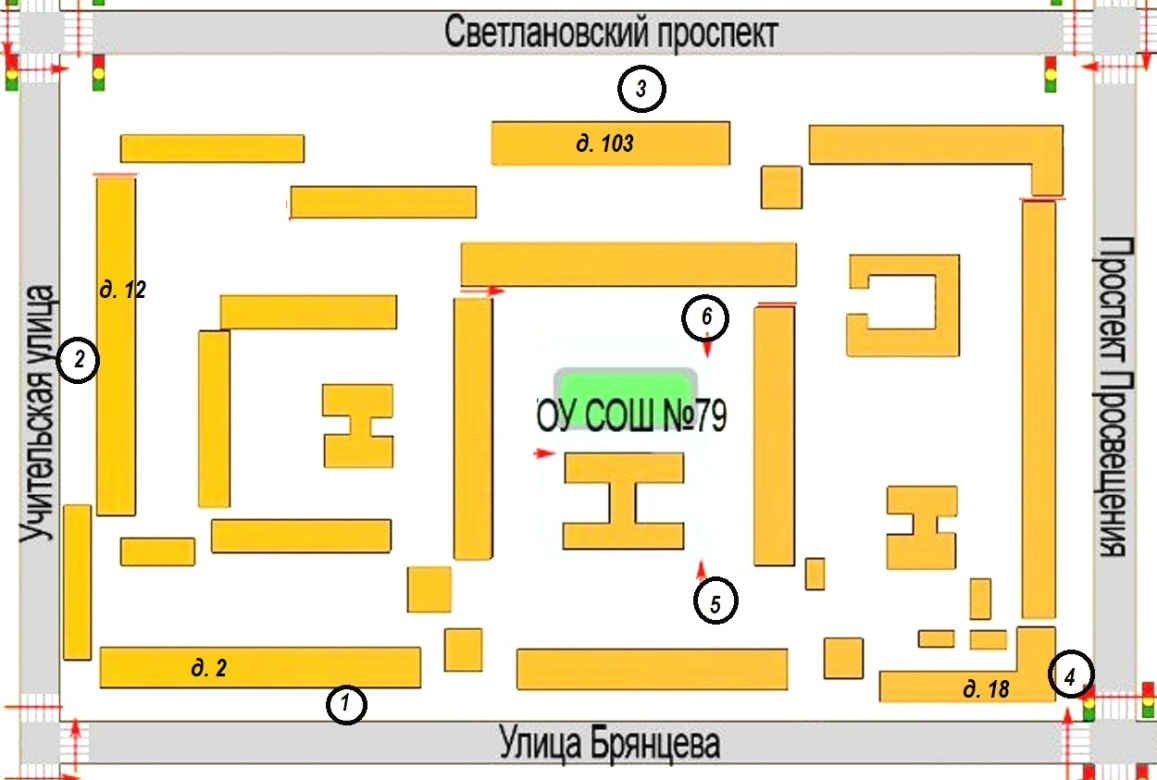 Светлановский проспект
3
д. 103
д. 12
2
Учительская улица
6
ОУ СОШ №79
Проспект Просвещения
5
д. 2
1
д. 18
4
Улица Брянцева